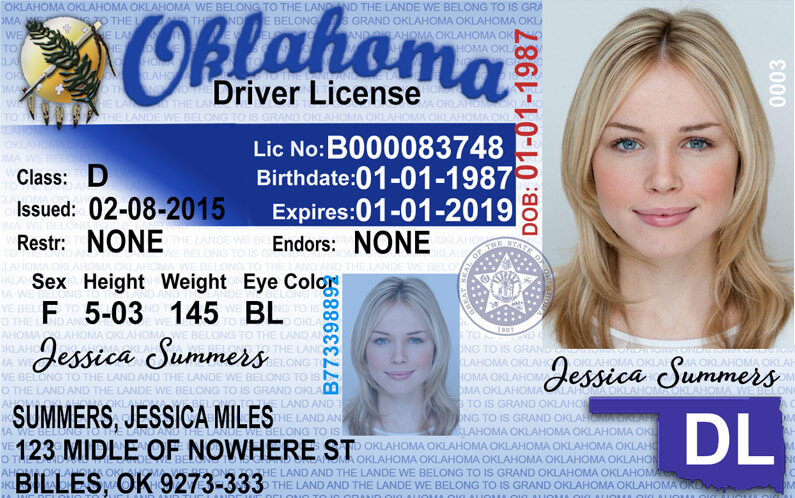 Oklahoma
Driver License
Lic No: B000083748
Class: D
Birthdate: 01-01-1987
Issued: 02-08-2015
Expires: 01-01-2019
Restr: NONE
Endors: NONE
Sex Height Weight Eye Color
F 5-03 145 BL
Jessica Summers
SUMMERS, JESSICA MILES
123 MIDLE OF NOWHERE ST
BILLES, OK 9273-333
B773398892
1907
DOB: 01-01-1987
0003
Jessica Summers
DL